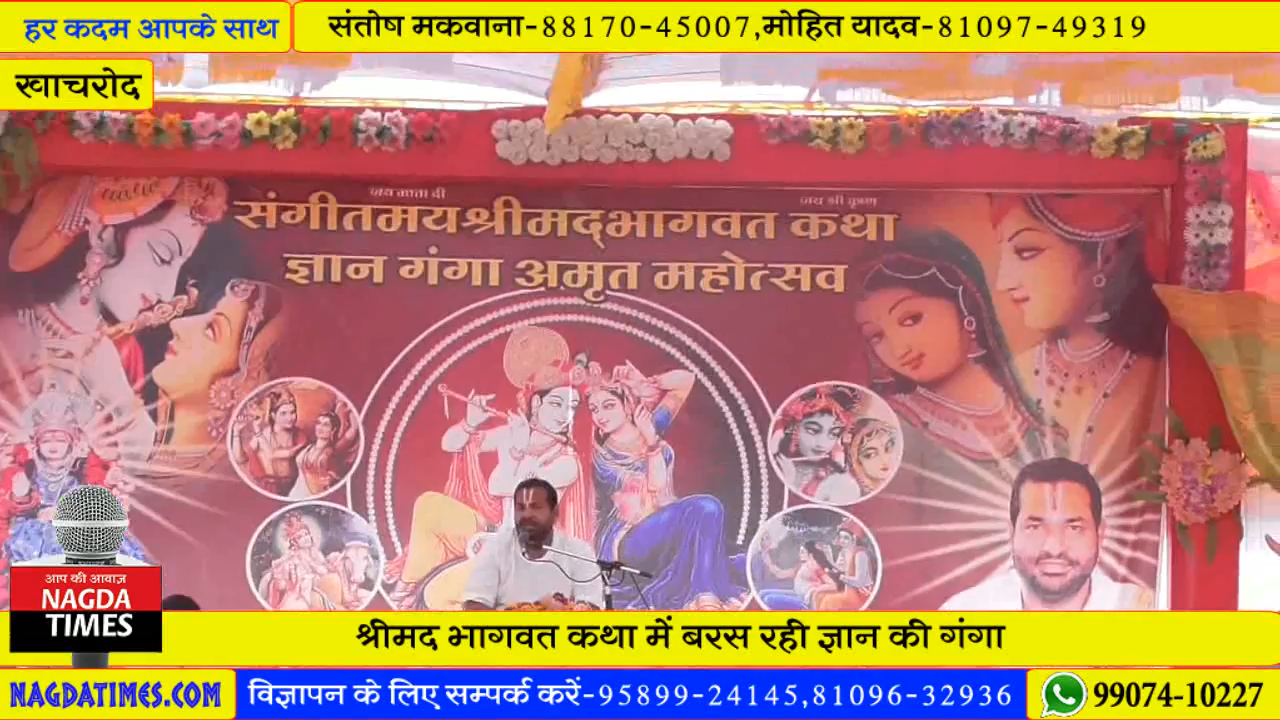 हर कदम आपके साथ
संतोष मकवाना-88170-45007,मोहित यादव-81097-49319
खाचरोद
जय माता दी
जय श्री कृष्ण
संगीतमयश्रीमद्भागवत कथा
ज्ञान गंगा अमृत महोत्सव
आप की आवाज़
NAGDA
TIMES
श्रीमद भागवत कथा में बरस रही ज्ञान की गंगा
NAGDATIMES.COM
विज्ञापन के लिए सम्पर्क करें-95899-24145,81096-32936
99074-10227